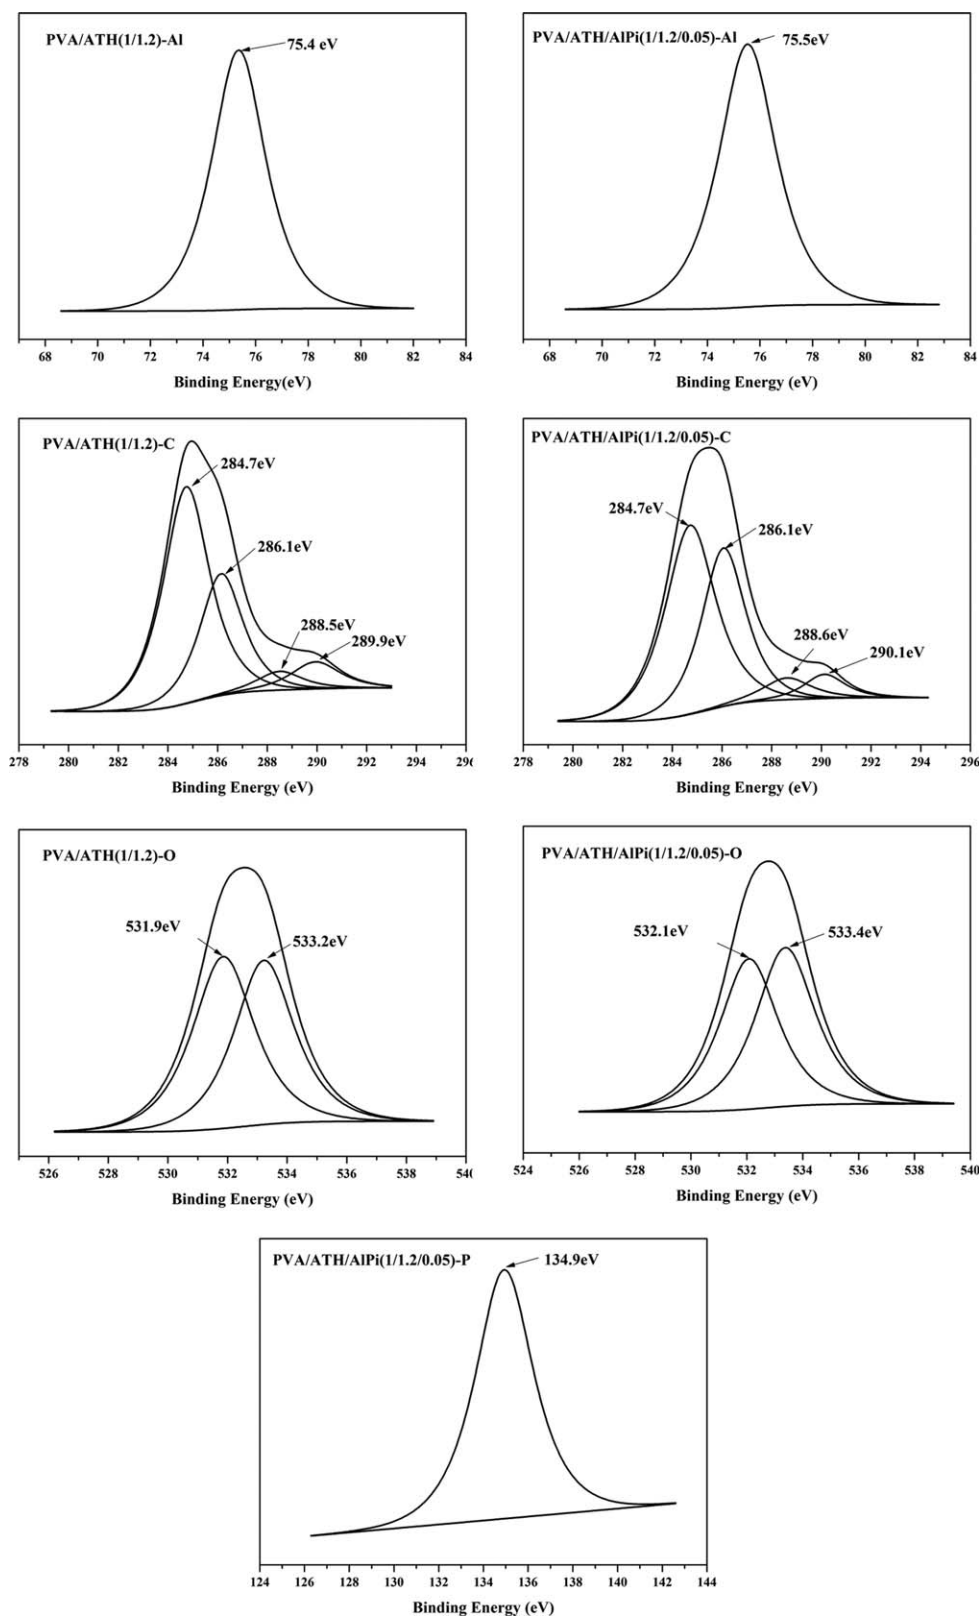 PVA/ATH(1/1.2)-Al
75.4 eV
68 70 72 74 76 78 80 82 84
Binding Energy(eV)
PVA/ATH/AlPi(1/1.2/0.05)-Al
75.5eV
68 70 72 74 76 78 80 82 84
Binding Energy(eV)
PVA/ATH(1/1.2)-C
284.7eV
286.1eV
288.5eV
289.9eV
278 280 282 284 286 288 290 292 294 296
Binding Energy (eV)
PVA/ATH/AlPi(1/1.2/0.05)-C
284.7eV
286.1eV
288.6eV
290.1eV
278 280 282 284 286 288 290 292 294 296
Binding Energy (eV)
PVA/ATH(1/1.2)-O
531.9eV
533.2eV
526 528 530 532 534 536 538 540
Binding Energy (eV)
PVA/ATH/AlPi(1/1.2/0.05)-O
532.1eV
533.4eV
524 526 528 530 532 534 536 538 540
Binding Energy (eV)
PVA/ATH/AlPi(1/1.2/0.05)-P
134.9eV
124 126 128 130 132 134 136 138 140 142 144
Binding Energy (eV)